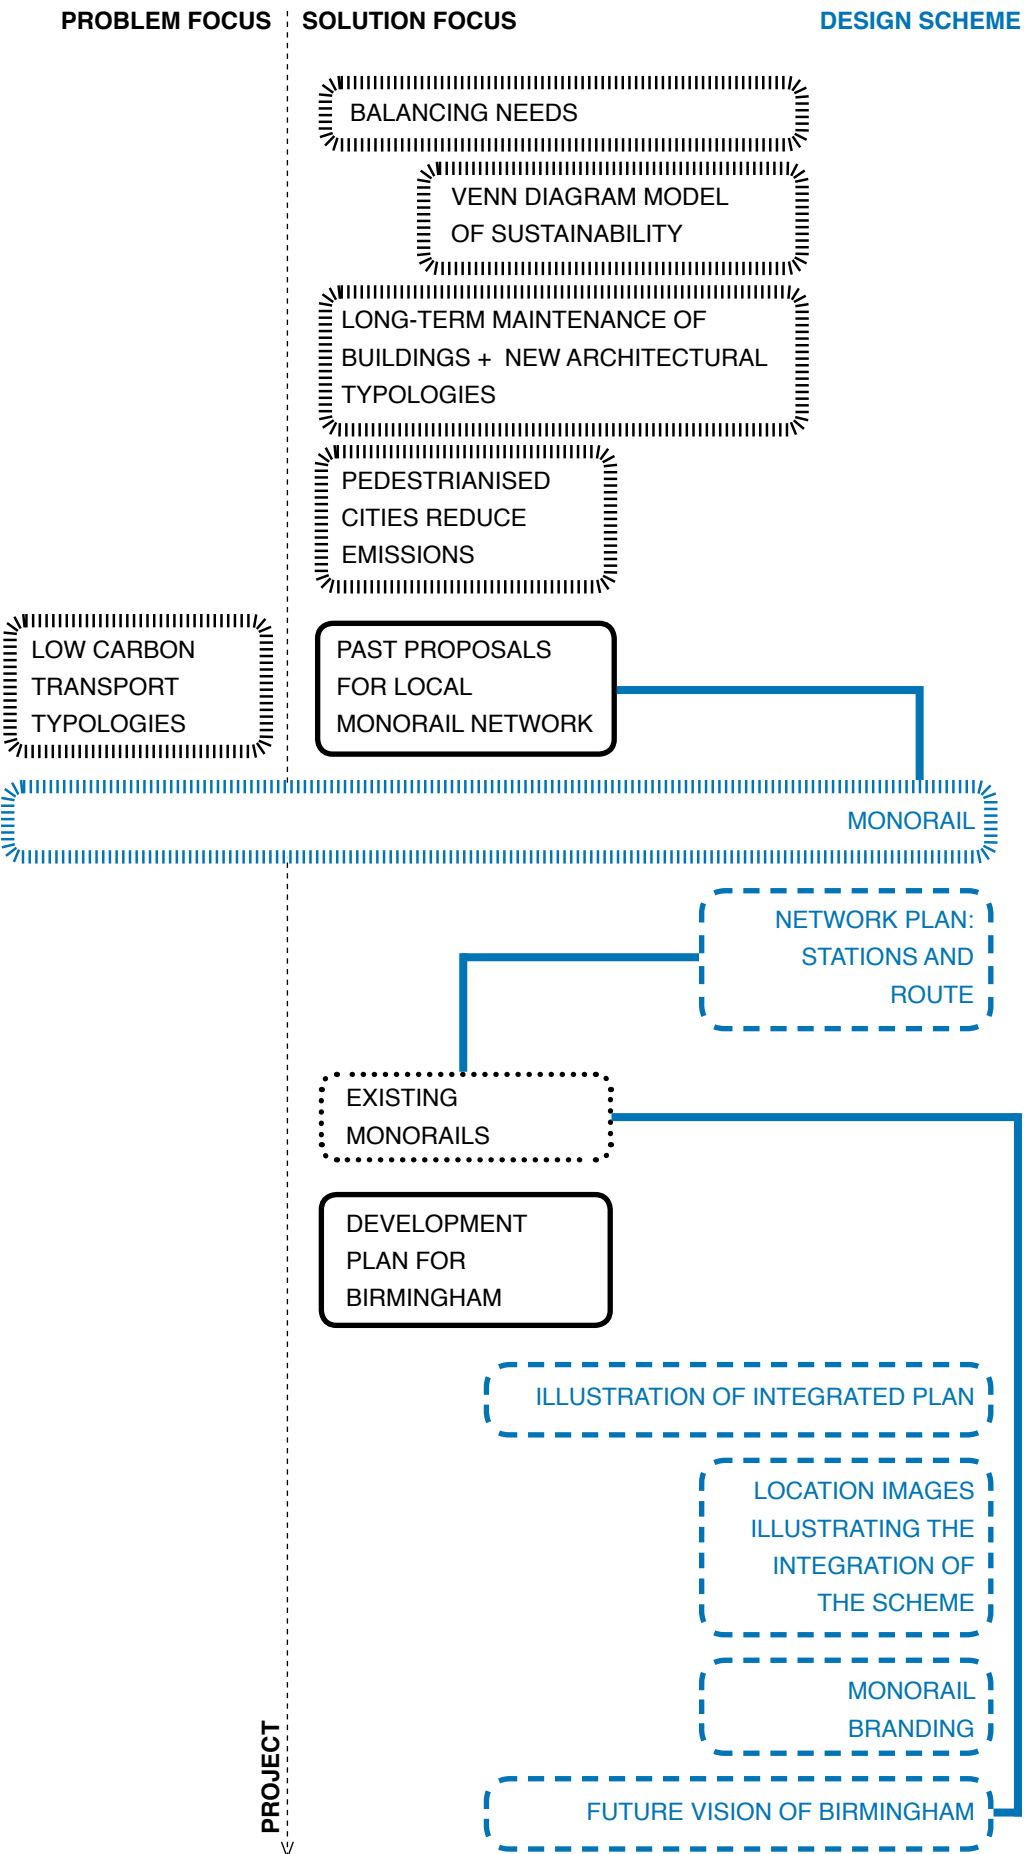 PROBLEM FOCUS
SOLUTION FOCUS
DESIGN SCHEME
BALANCING NEEDS
VENN DIAGRAM MODEL
OF SUSTAINABILITY
LONG-TERM MAINTENANCE OF
BUILDINGS + NEW ARCHITECTURAL
TYPOLOGIES
PEDESTRIANISED
CITIES REDUCE
EMISSIONS
LOW CARBON
TRANSPORT
TYPOLOGIES
PAST PROPOSALS
FOR LOCAL
MONORAIL NETWORK
MONORAIL
NETWORK PLAN:
STATIONS AND
ROUTE
EXISTING
MONORAILS
DEVELOPMENT
PLAN FOR
BIRMINGHAM
ILLUSTRATION OF INTEGRATED PLAN
LOCATION IMAGES
ILLUSTRATING THE
INTEGRATION OF
THE SCHEME
MONORAIL
BRANDING
PROJECT
FUTURE VISION OF BIRMINGHAM